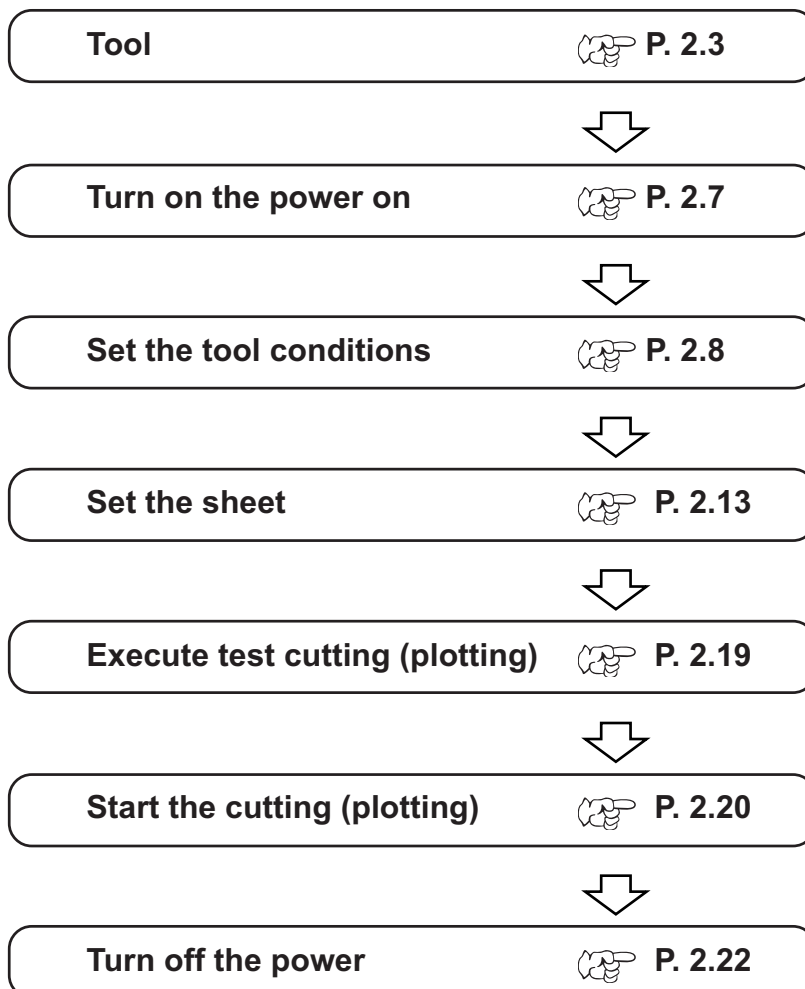 Tool P. 2.3
Turn on the power on P. 2.7
Set the tool conditions P. 2.8
Set the sheet P. 2.13
Execute test cutting (plotting) P. 2.19
Start the cutting (plotting) P. 2.20
Turn off the power P. 2.22